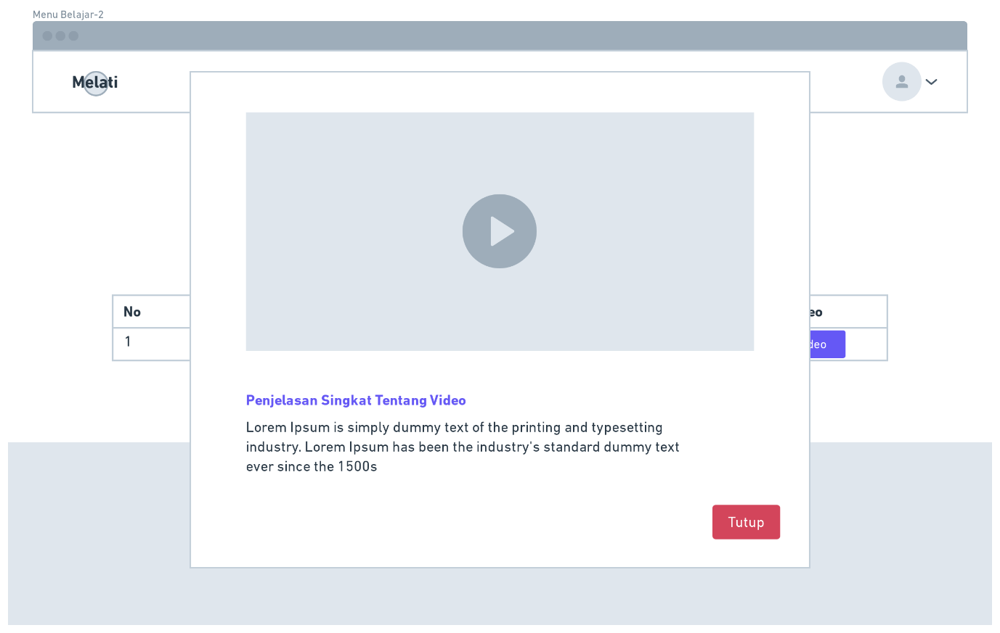 Menu Belajar-2
Melati
No
eo
1
deo
Penjelasan Singkat Tentang Video
Lorem Ipsum is simply dummy text of the printing and typesetting
industry. Lorem Ipsum has been the industry's standard dummy text
ever since the 1500s
Tutup